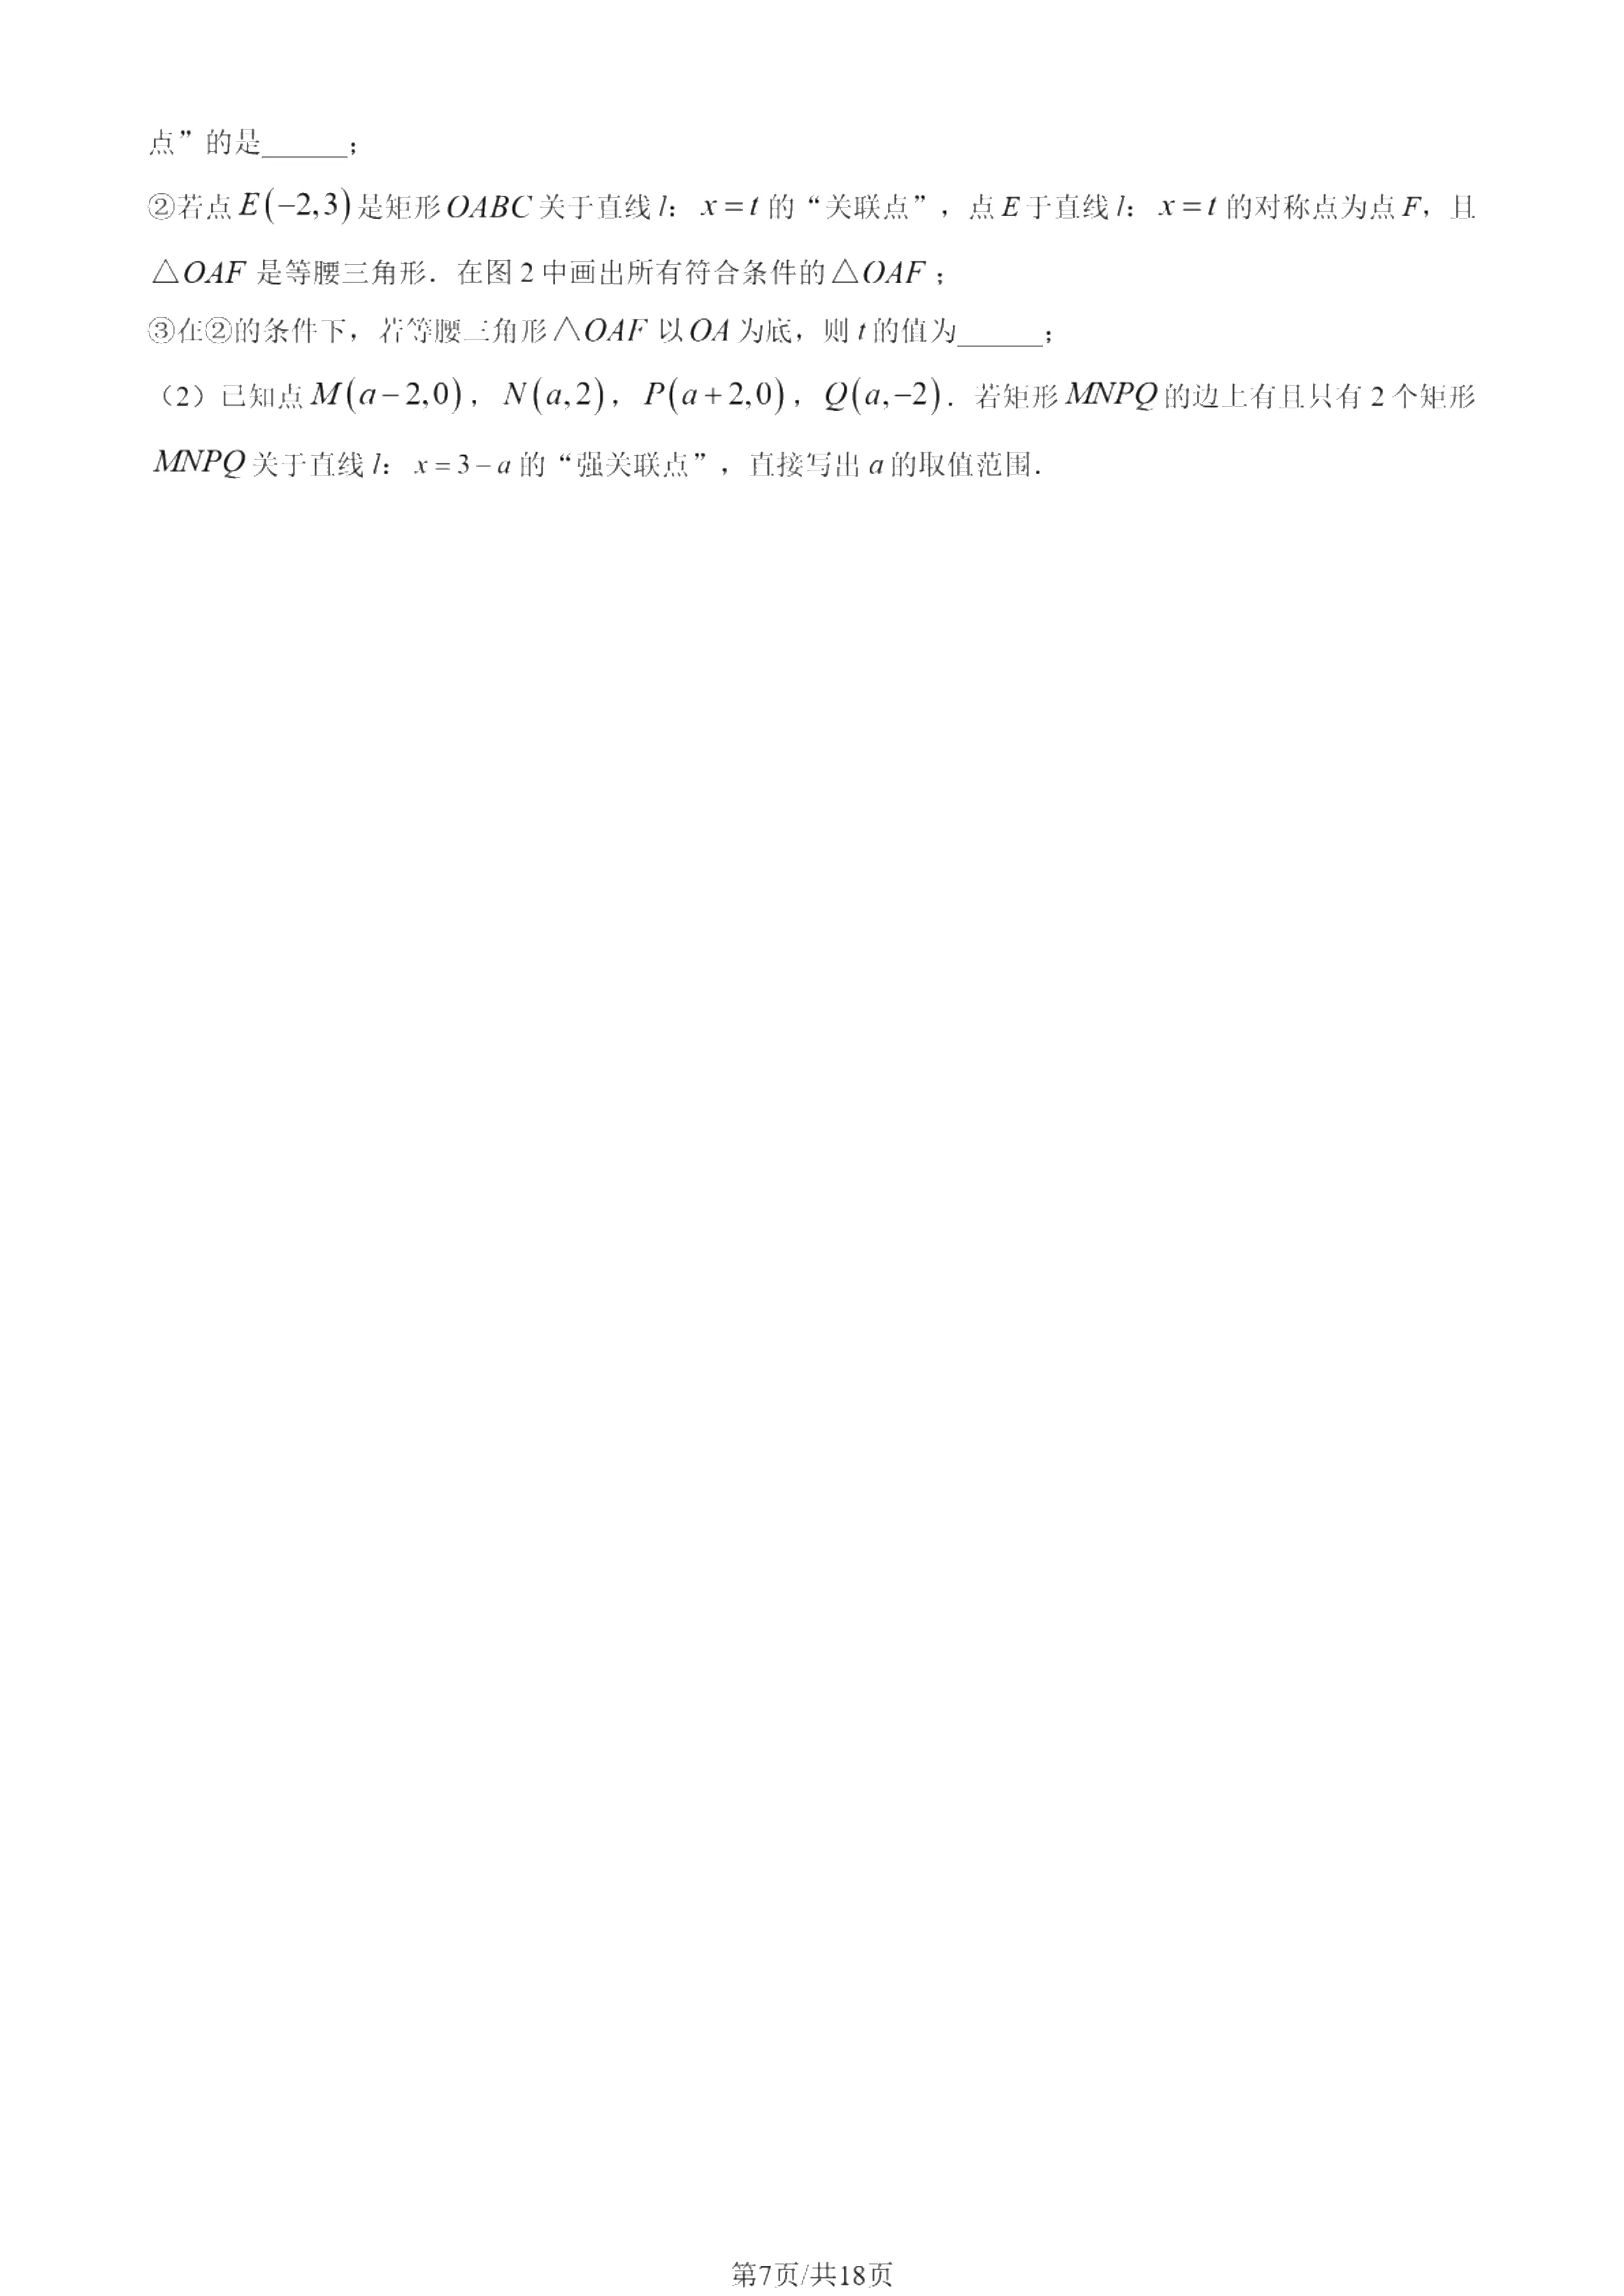 点”的是______；
②若点E(−2,3)是矩形OABC关于直线l：x=t的“关联点”，点E于直线l：x=t的对称点为点F，且
△OAF是等腰三角形．在图2中画出所有符合条件的△OAF；
③在②的条件下，若等腰三角形△OAF以OA为底，则t的值为______；
（2）已知点M(a−2,0)，N(a,2)，P(a+2,0)，Q(a,−2)．若矩形MNPQ的边上有且只有2个矩形
MNPQ关于直线l：x=3−a的“强关联点”，直接写出a的取值范围．
第7页/共18页